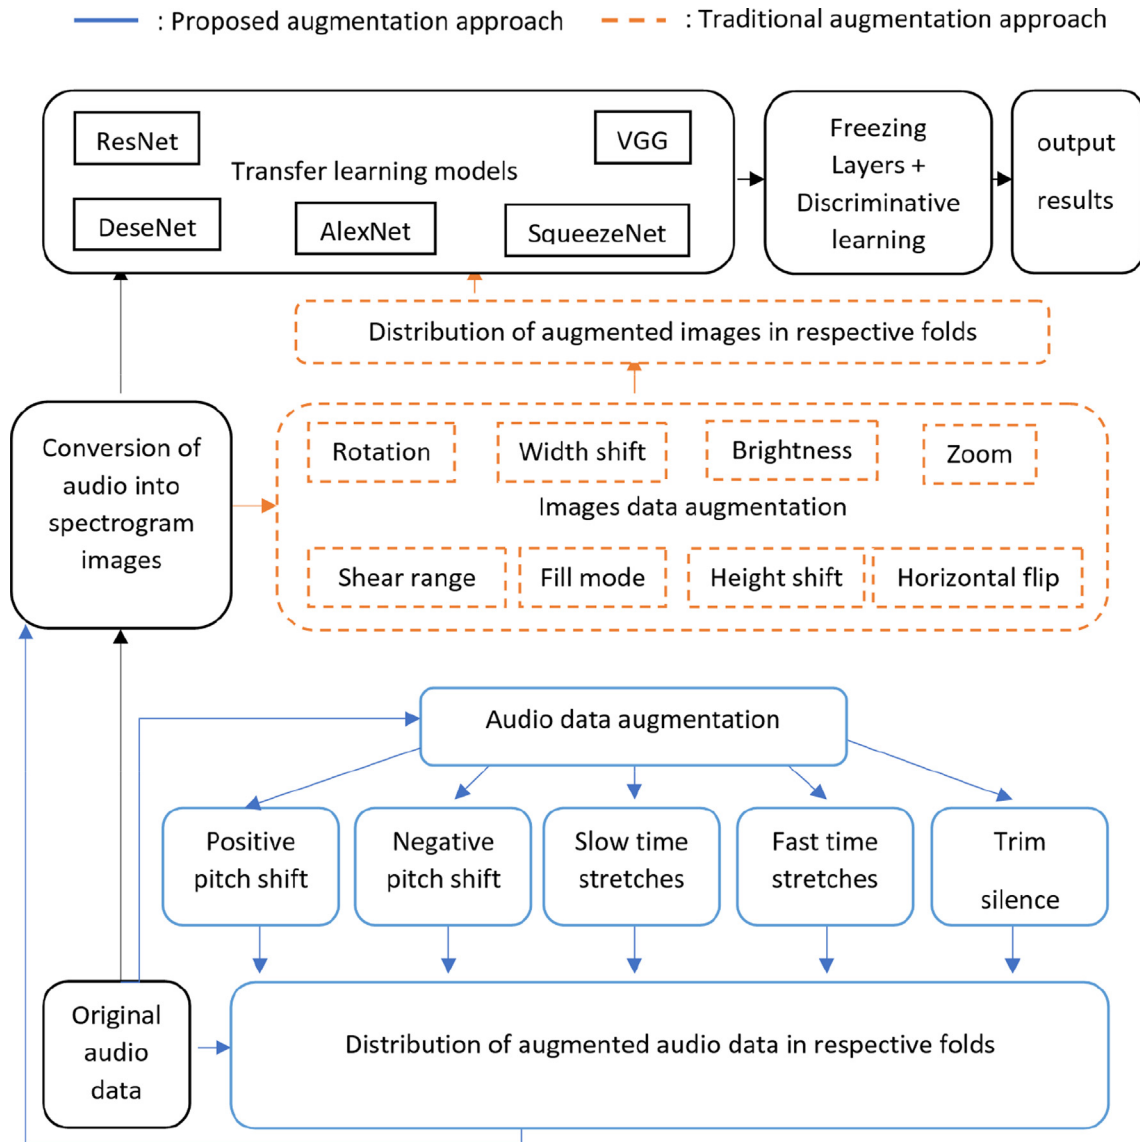 : Proposed augmentation approach
: Traditional augmentation approach
ResNet
VGG
Transfer learning models
DeseNet
AlexNet
SqueezeNet
Freezing
Layers +
Discriminative
learning
output
results
Distribution of augmented images in respective folds
Conversion of
audio into
spectrogram
images
Rotation
Width shift
Brightness
Zoom
Images data augmentation
Shear range
Fill mode
Height shift
Horizontal flip
Audio data augmentation
Positive
pitch shift
Negative
pitch shift
Slow time
stretches
Fast time
stretches
Trim
silence
Original
audio
data
Distribution of augmented audio data in respective folds